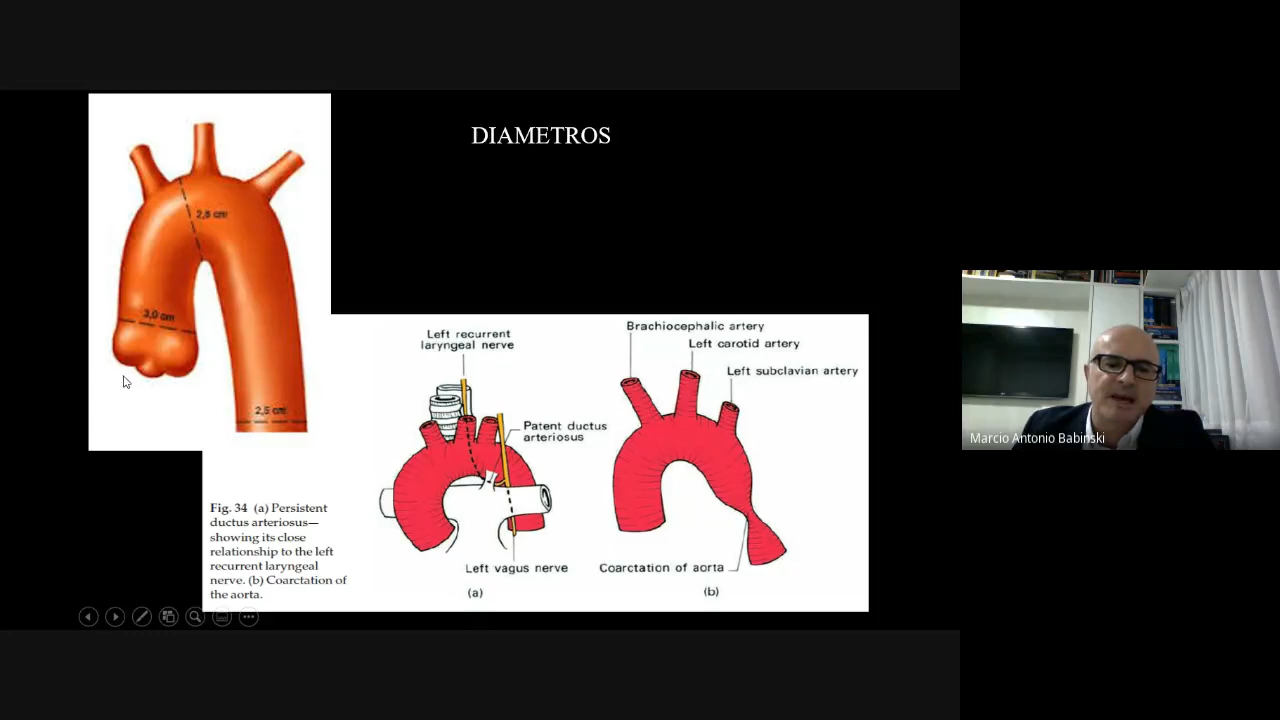 DIAMETROS
2,8 cm
3,0 cm
2,5 cm
Left recurrent
laryngeal nerve
Patent ductus
arteriosus
Left vagus nerve
(a)
Brachiocephalic artery
Left carotid artery
Left subclavian artery
Coarctation of aorta
(b)
Fig. 34 (a) Persistent
ductus arteriosus—
showing its close
relationship to the left
recurrent laryngeal
nerve. (b) Coarctation of
the aorta.
Marcio Antonio Babinski